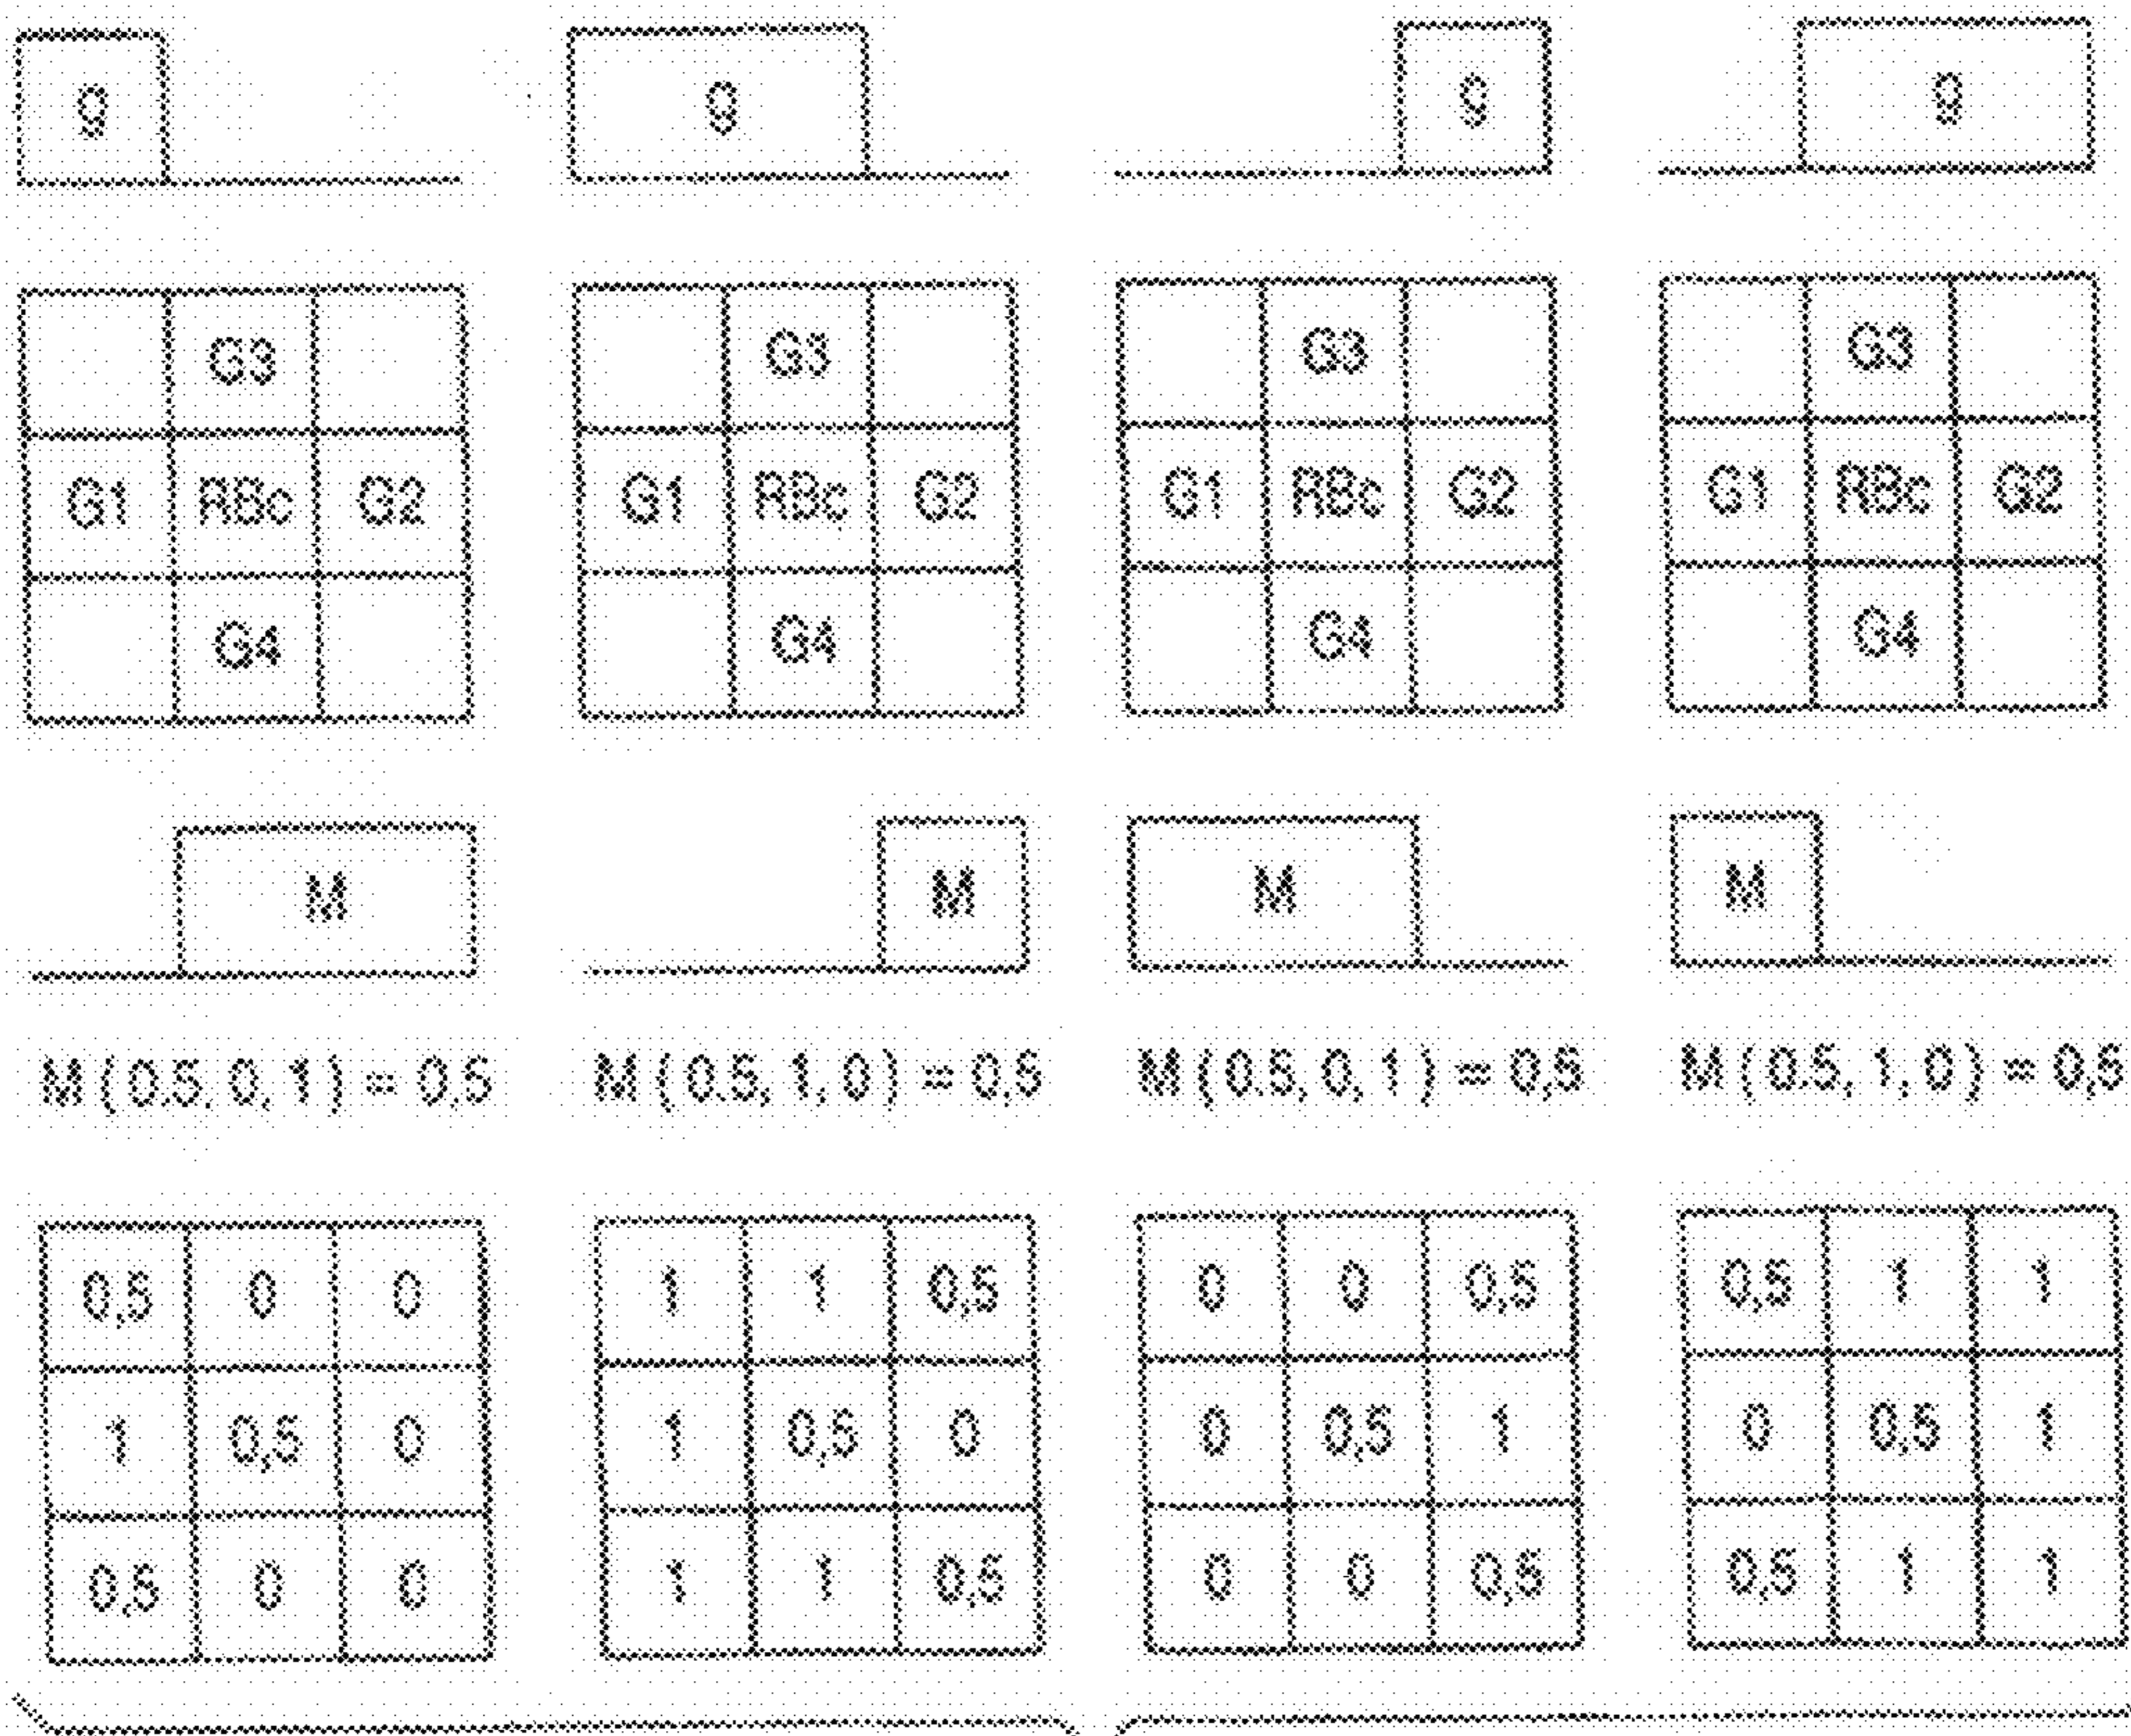 g g g g
G3 G3 G3 G3
G1 RBc G2 G1 RBc G2 G1 RBc G2 G1 RBc G2
G4 G4 G4 G4
M M M M
M(0.5, 0, 1) = 0,5 M(0.5, 1, 0) = 0,5 M(0.5, 0, 1) = 0,5 M(0.5, 1, 0) = 0,5
0,5 0 0 1 1 0,5 0 0 0,5 0,5 1 1
1 0,5 0 1 0,5 0 0 0,5 1 0 0,5 1
0,5 0 0 1 1 0,5 0 0 0,5 0,5 1 1